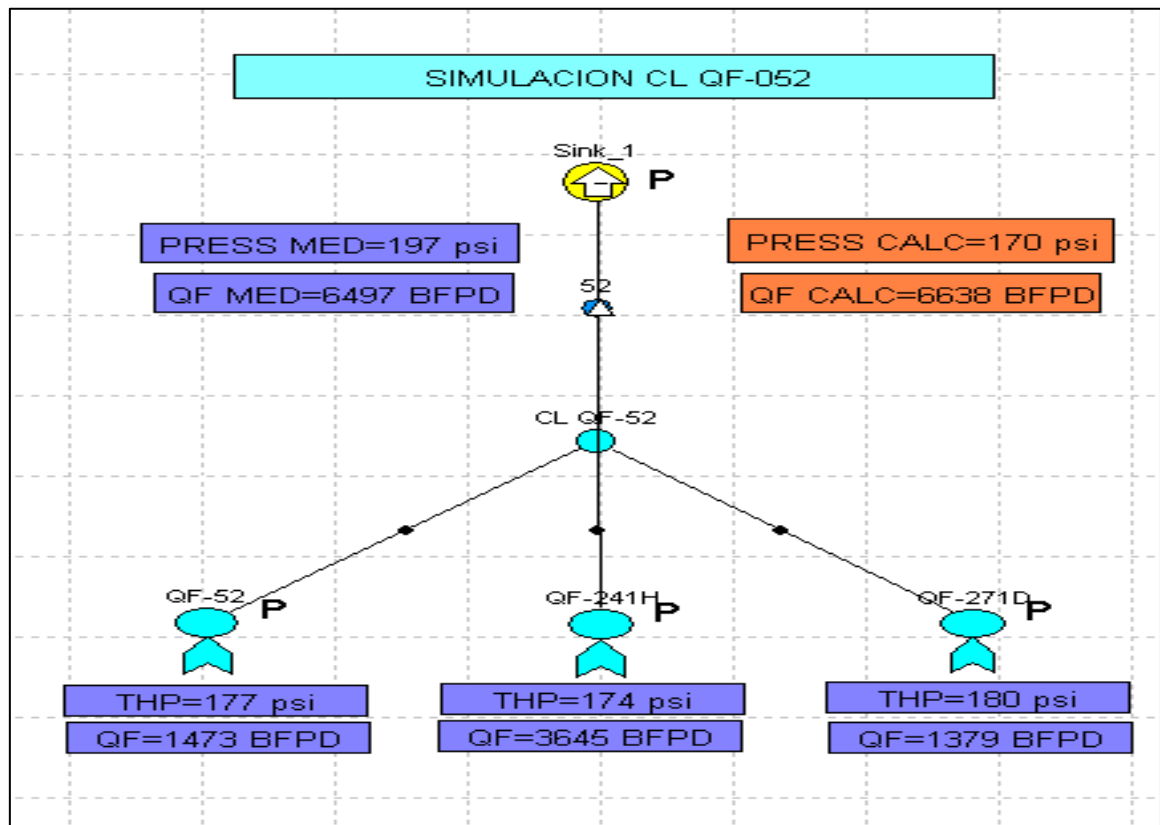 SIMULACION CL QF-052
Sink_1
P
PRESS MED=197 psi
PRESS CALC=170 psi
QF MED=6497 BFPD
52
QF CALC=6638 BFPD
CL QF-52
QF-52
P
QF-241H
P
QF-271D
P
THP=177 psi
THP=174 psi
THP=180 psi
QF=1473 BFPD
QF=3645 BFPD
QF=1379 BFPD